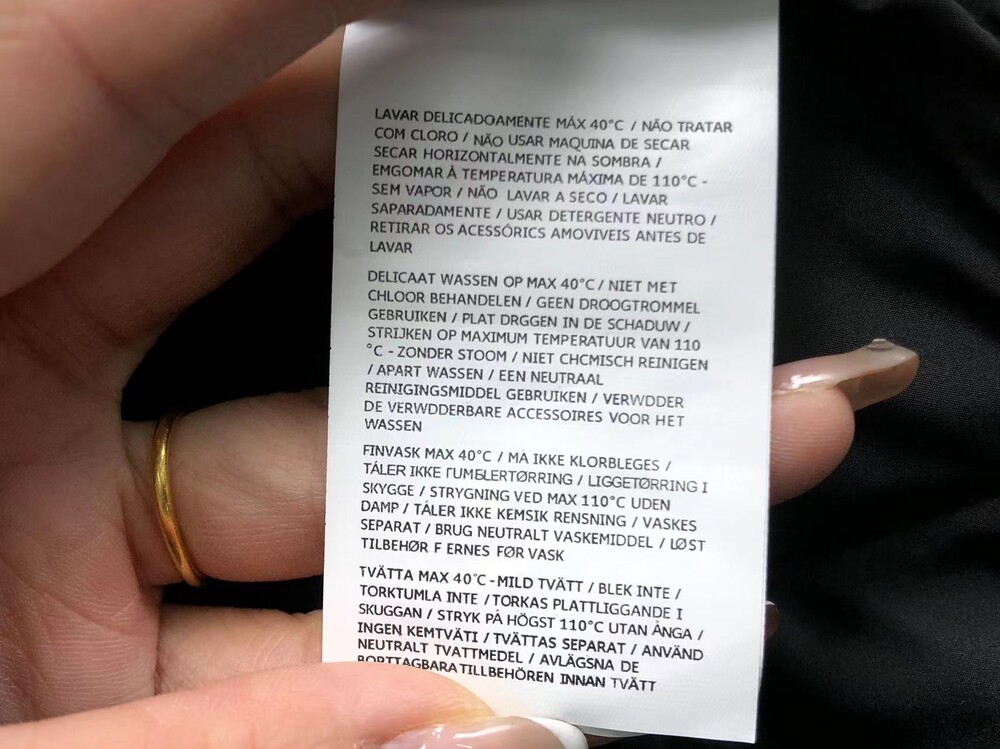 LAVAR DELICADOAMENTE MÁX 40°C / NÃO TRATAR
COM CLORO / NÃO USAR MAQUINA DE SECAR
SECAR HORIZONTALMENTE NA SOMBRA /
EMGOMAR À TEMPERATURA MÁXIMA DE 110°C -
SEM VAPOR / NÃO LAVAR A SECO / LAVAR
SAPARADAMENTE / USAR DETERGENTE NEUTRO /
RETIRAR OS ACESSÓRICS AMOVIVEIS ANTES DE
LAVAR
DELICAAT WASSEN OP MAX 40°C / NIET MET
CHLOOR BEHANDELEN / GEEN DROOGTROMMEL
GEBRUIKEN / PLAT DRGGEN IN DE SCHADUW /
STRIJKEN OP MAXIMUM TEMPERATUUR VAN 110
°C - ZONDER STOOM / NIET CHCMISCH REINIGEN
/ APART WASSEN / EEN NEUTRAAL
REINIGINGSMIDDEL GEBRUIKEN / VERWDDER
DE VERWDDERBARE ACCESSOIRES VOOR HET
WASSEN
FINVASK MAX 40°C / MA IKKE KLORBLEGES /
TÅLER IKKE TUMBLERTØRRING / LIGGETØRRING I
SKYGGE / STRYGNING VED MAX 110°C UDEN
DAMP / TÅLER IKKE KEMSIK RENSNING / VASKES
SEPARAT / BRUG NEUTRALT VASKEMIDDEL / LØST
TILBEHØR F ERNES FØR VASK
TVÄTTA MAX 40°C - MILD TVÄTT / BLEK INTE /
TORKTUMLA INTE / TORKAS PLATTLIGGANDE I
SKUGGAN / STRYK PÅ HÖGST 110°C UTAN ÅNGA /
INGEN KEMTVÄTI / TVÄTTAS SEPARAT / ANVÄND
NEUTRALT TVATTMEDEL / AVLÄGSNA DE
BORTTAGBARA TILLBEHÖREN INNAN TVÄTT